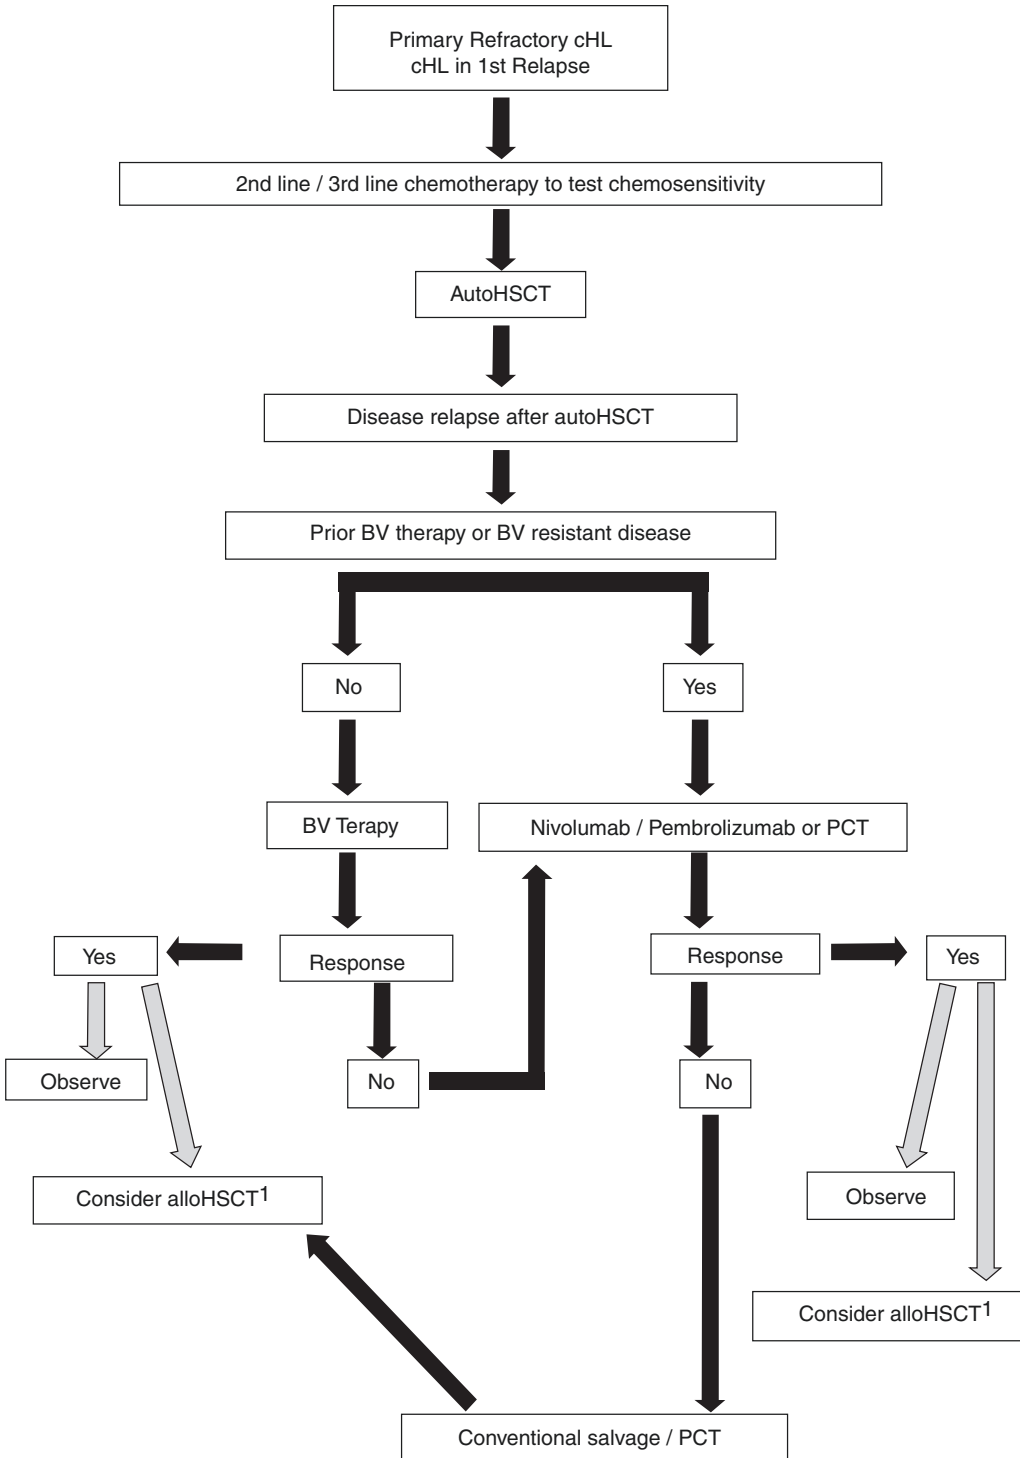 Primary Refractory cHL
cHL in 1st Relapse
2nd line / 3rd line chemotherapy to test chemosensitivity
AutoHSCT
Disease relapse after autoHSCT
Prior BV therapy or BV resistant disease
No
Yes
BV Terapy
Nivolumab / Pembrolizumab or PCT
Yes
Response
Response
Yes
Observe
No
No
Consider alloHSCT1
Observe
Consider alloHSCT1
Conventional salvage / PCT